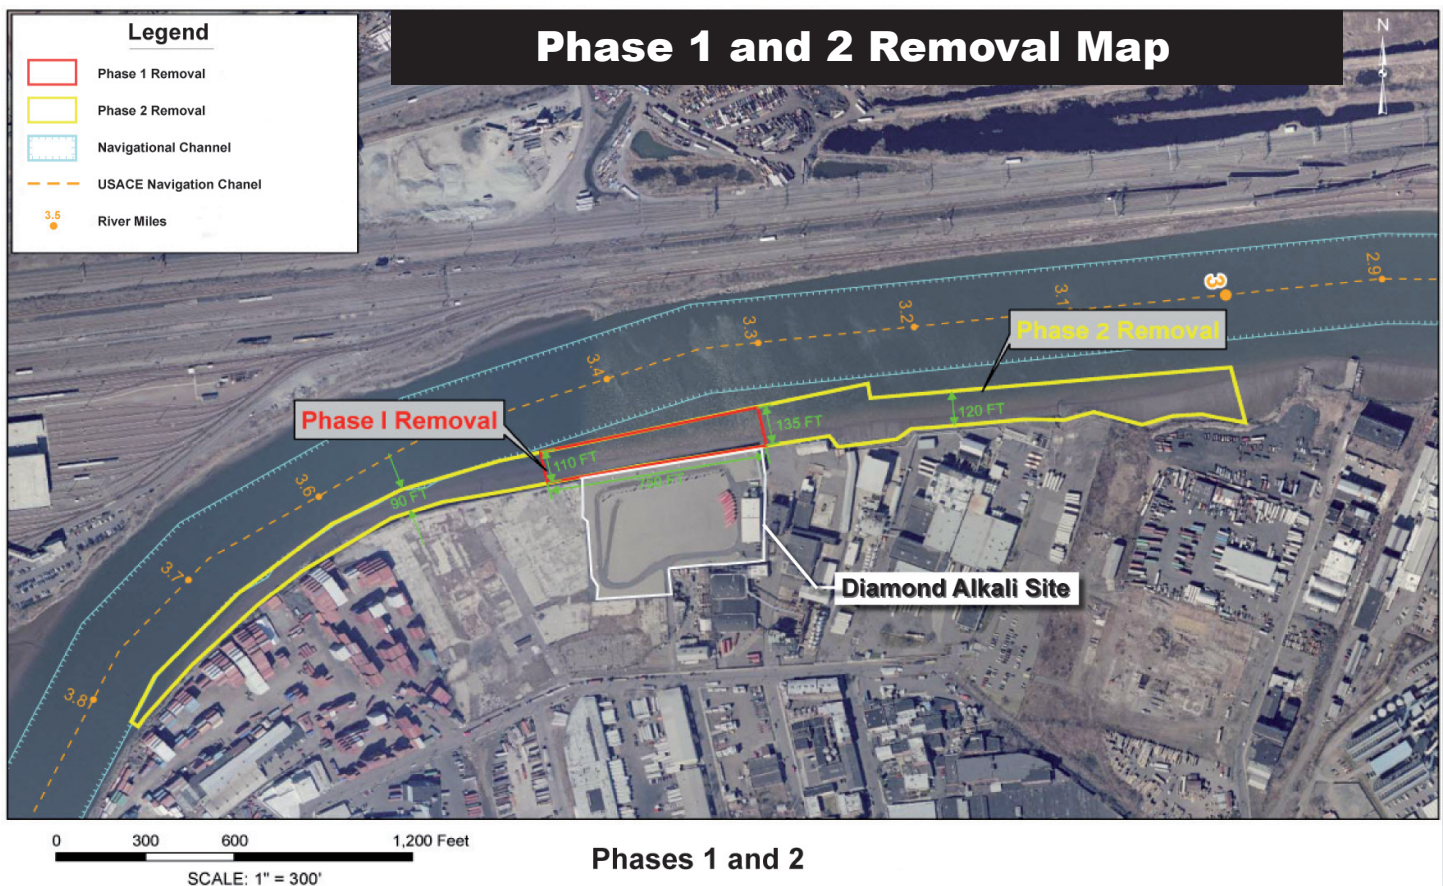 Legend
Phase 1 Removal
Phase 2 Removal
Navigational Channel
USACE Navigation Chanel
3.5
River Miles
Phase 1 and 2 Removal Map
N
2.9
3
3.1
3.2
3.3
3.4
3.6
3.7
3.8
Phase 2 Removal
Phase I Removal
120 FT
135 FT
110 FT
90 FT
Diamond Alkali Site
0 300 600 1,200 Feet
SCALE: 1" = 300'
Phases 1 and 2